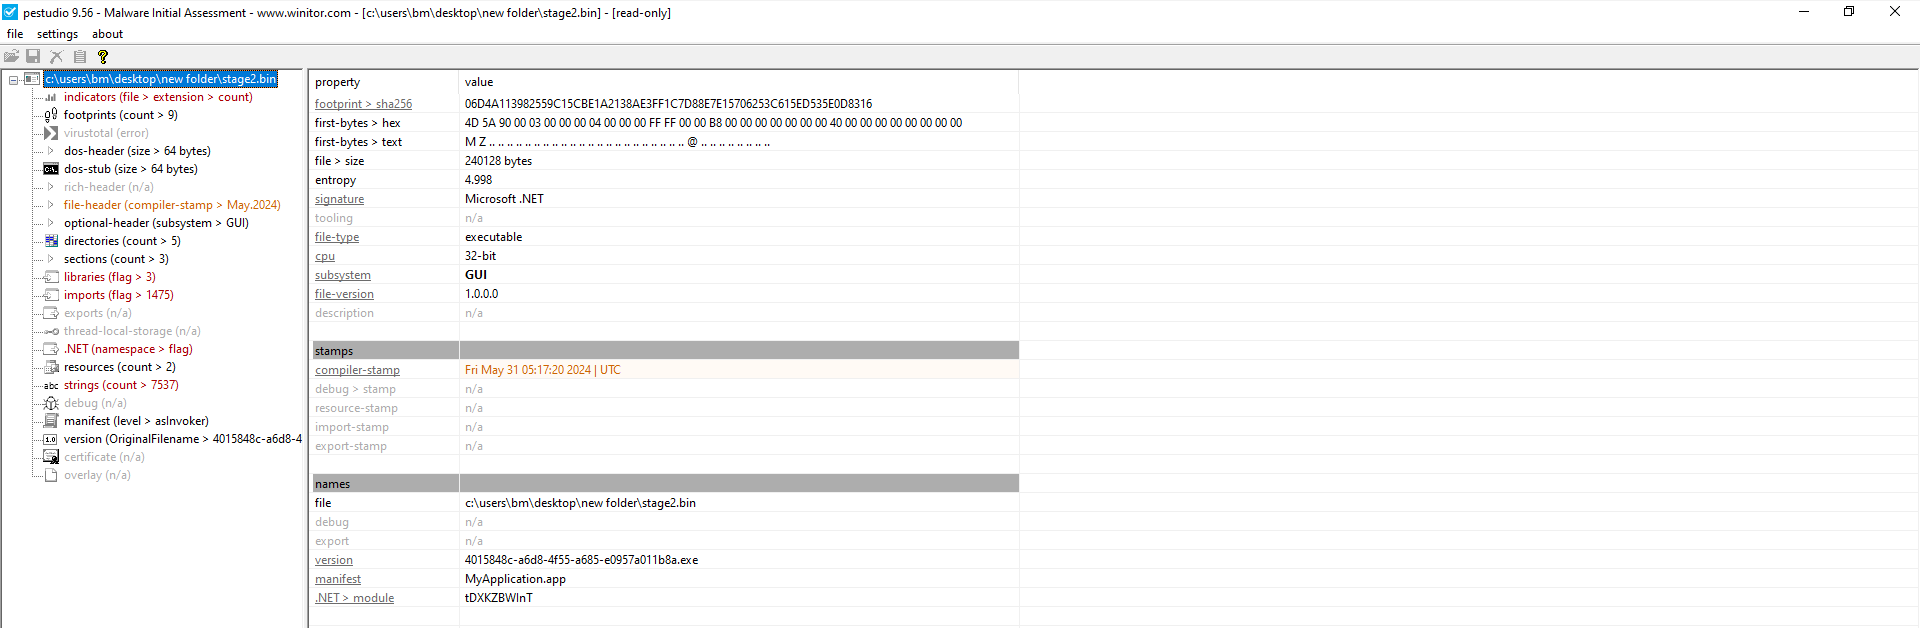 pestudio 9.56 - Malware Initial Assessment - www.winitor.com - [c:\users\bm\desktop\new folder\stage2.bin] - [read-only]
file settings about
c:\users\bm\desktop\new folder\stage2.bin
indicators (file > extension > count)
footprints (count > 9)
virustotal (error)
dos-header (size > 64 bytes)
dos-stub (size > 64 bytes)
rich-header (n/a)
file-header (compiler-stamp > May.2024)
optional-header (subsystem > GUI)
directories (count > 5)
sections (count > 3)
libraries (flag > 3)
imports (flag > 1475)
exports (n/a)
thread-local-storage (n/a)
.NET (namespace > flag)
resources (count > 2)
abc strings (count > 7537)
debug (n/a)
manifest (level > asInvoker)
1.0 version (OriginalFilename > 4015848c-a6d8-4
certificate (n/a)
overlay (n/a)
property value
footprint > sha256 06D4A113982559C15CBE1A2138AE3FF1C7D88E7E15706253C615ED535E0D8316
first-bytes > hex 4D 5A 90 00 03 00 00 00 04 00 00 00 FF FF 00 00 B8 00 00 00 00 00 00 00 40 00 00 00 00 00 00 00
first-bytes > text M Z .. .. .. .. .. .. .. .. .. .. .. .. .. .. .. .. .. .. .. .. .. .. @ .. .. .. .. .. .. ..
file > size 240128 bytes
entropy 4.998
signature Microsoft .NET
tooling n/a
file-type executable
cpu 32-bit
subsystem GUI
file-version 1.0.0.0
description n/a
stamps
compiler-stamp Fri May 31 05:17:20 2024 | UTC
debug > stamp n/a
resource-stamp n/a
import-stamp n/a
export-stamp n/a
names
file c:\users\bm\desktop\new folder\stage2.bin
debug n/a
export n/a
version 4015848c-a6d8-4f55-a685-e0957a011b8a.exe
manifest MyApplication.app
.NET > module tDXKZBWlnT